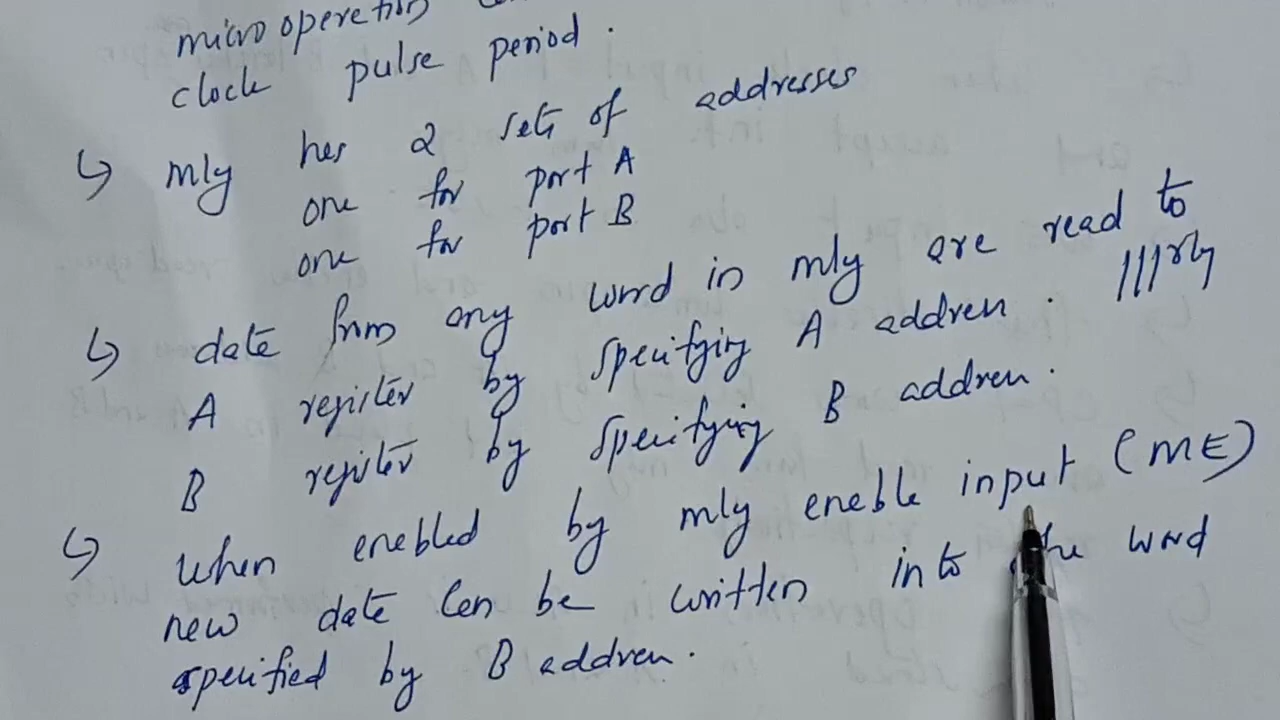 microoperation
clock pulse period.
↳ mly has 2 sets of addresses
one for port A
one for port B
↳ data from any word in mly are read to
A register by specifying A address. |||rly
B register by specifying B address.
↳ when enabled by mly enable input (ME)
new data can be written into the word
specified by B address.